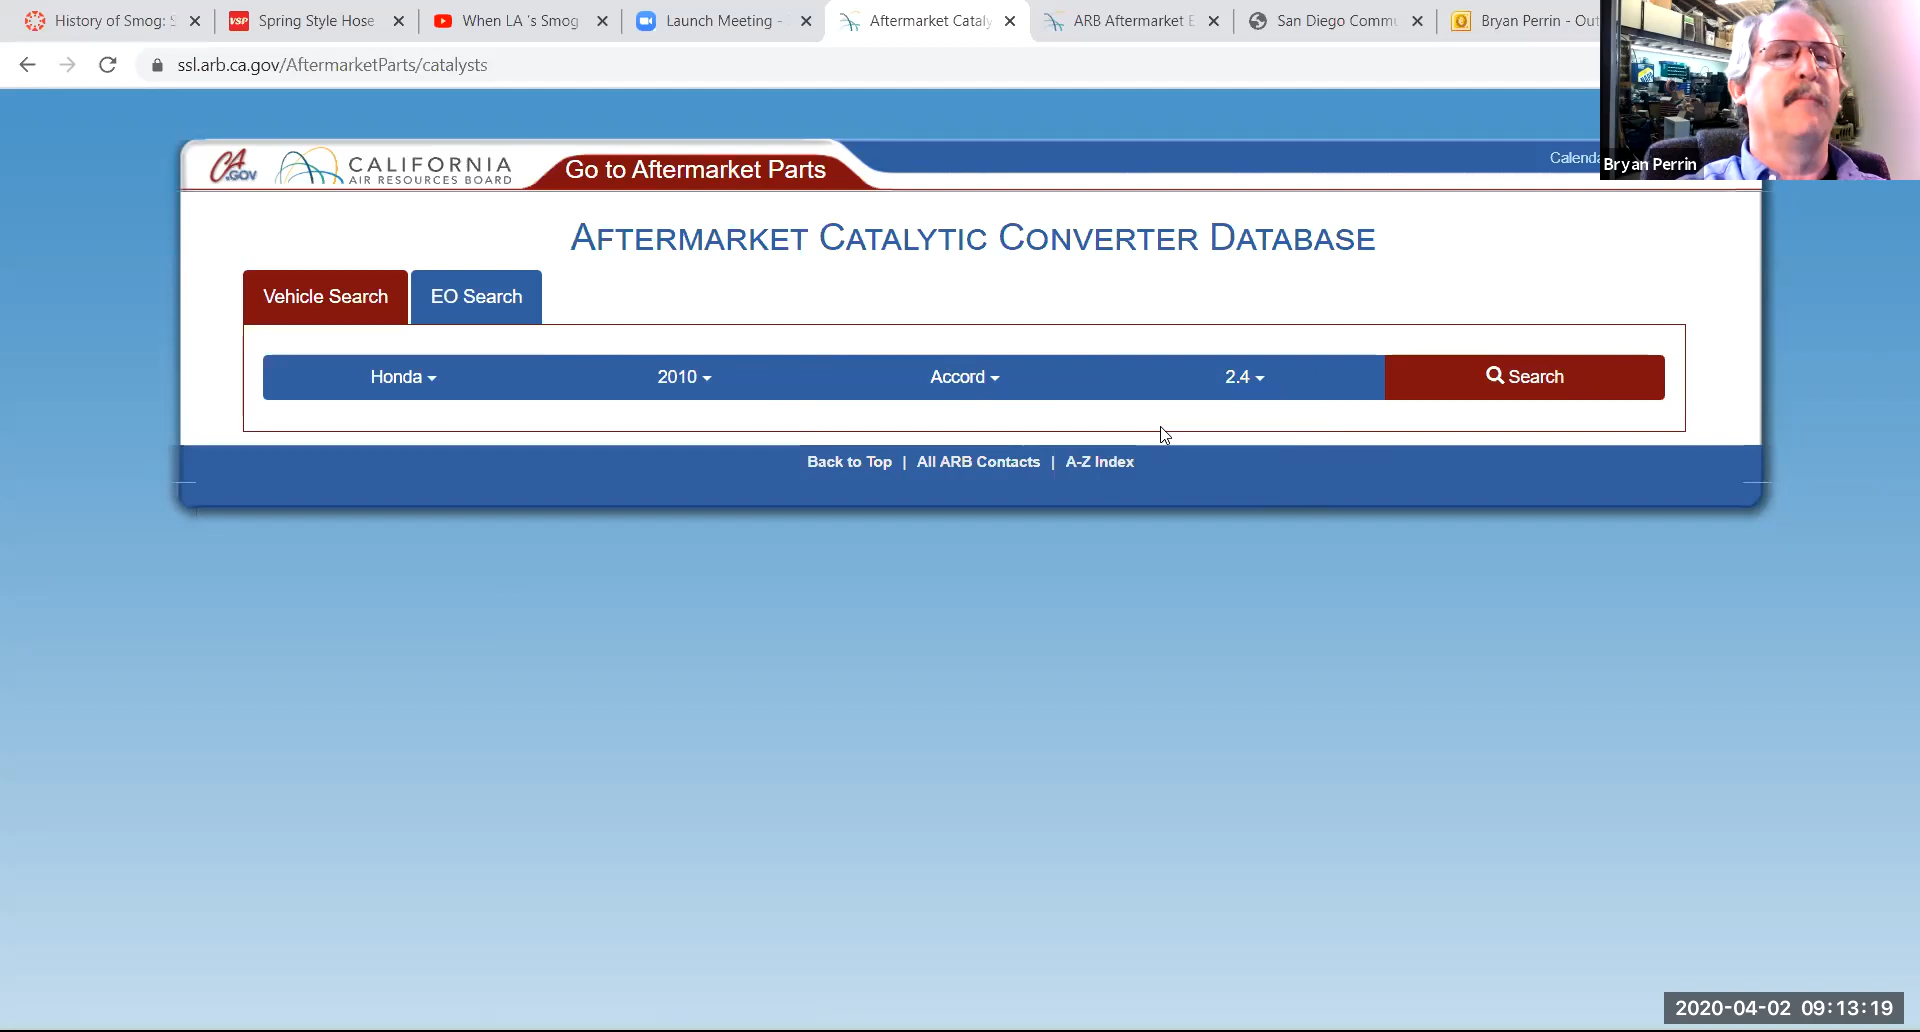 History of Smog: S
Spring Style Hose
When LA 's Smog
Launch Meeting -
Aftermarket Cataly
ARB Aftermarket E
San Diego Commu
Bryan Perrin - Out
ssl.arb.ca.gov/AftermarketParts/catalysts
CA
.GOV
CALIFORNIA
AIR RESOURCES BOARD
Go to Aftermarket Parts
Calenda
Bryan Perrin
AFTERMARKET CATALYTIC CONVERTER DATABASE
Vehicle Search
EO Search
Honda
2010
Accord
2.4
Search
Back to Top | All ARB Contacts | A-Z Index
2020-04-02 09:13:19